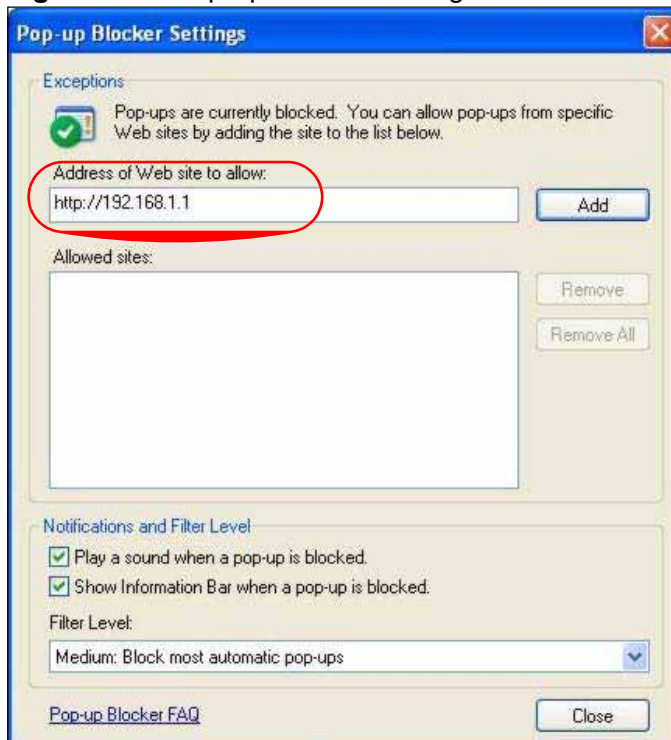 Pop-up Blocker Settings
Exceptions
Pop-ups are currently blocked. You can allow pop-ups from specific
Web sites by adding the site to the list below.
Address of Web site to allow:
http://192.168.1.1
Add
Allowed sites:
Remove
Remove All
Notifications and Filter Level
Play a sound when a pop-up is blocked.
Show Information Bar when a pop-up is blocked.
Filter Level:
Medium: Block most automatic pop-ups
Pop-up Blocker FAQ
Close